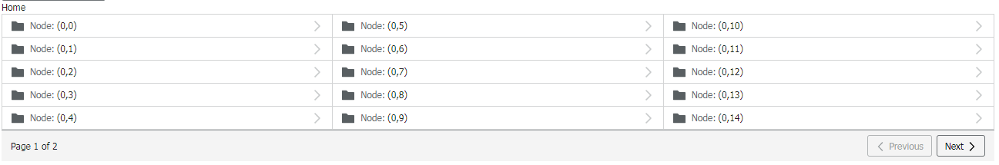 Home
Node: (0,0)
Node: (0,1)
Node: (0,2)
Node: (0,3)
Node: (0,4)
Node: (0,5)
Node: (0,6)
Node: (0,7)
Node: (0,8)
Node: (0,9)
Node: (0,10)
Node: (0,11)
Node: (0,12)
Node: (0,13)
Node: (0,14)
Page 1 of 2
Previous
Next